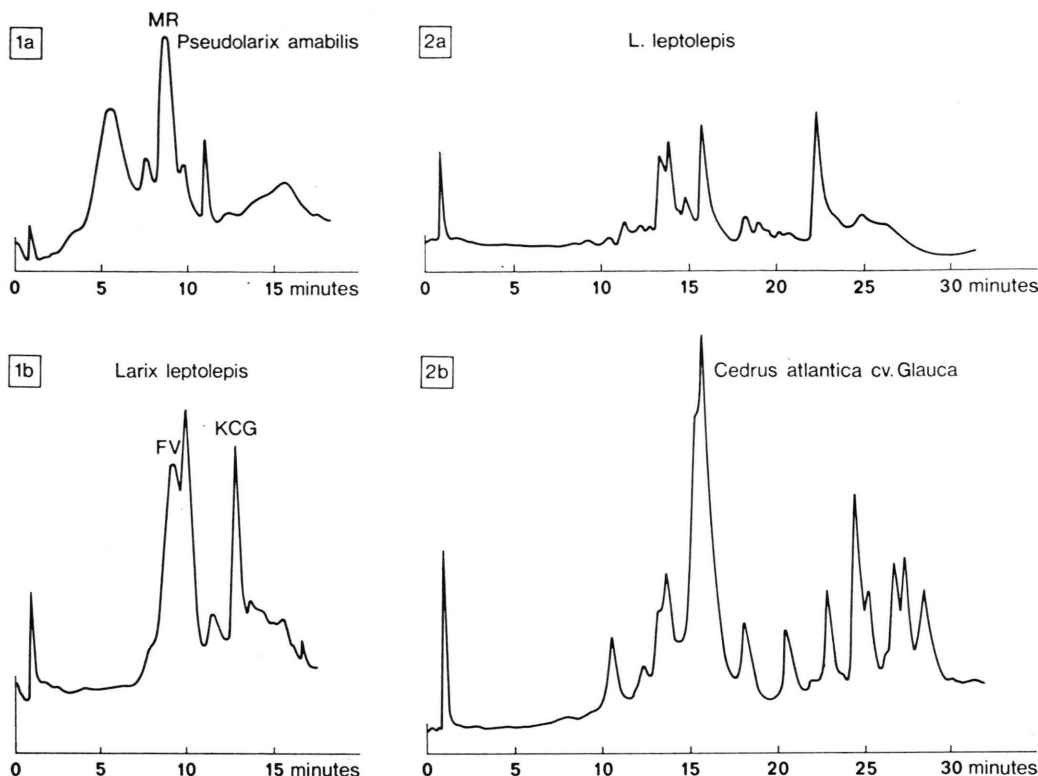 1a
MR
Pseudolarix amabilis
0 5 10 15 minutes
2a
L. leptolepis
0 5 10 15 20 25 30 minutes
1b
Larix leptolepis
FV
KCG
0 5 10 15 minutes
2b
Cedrus atlantica cv. Glauca
0 5 10 15 20 25 30 minutes